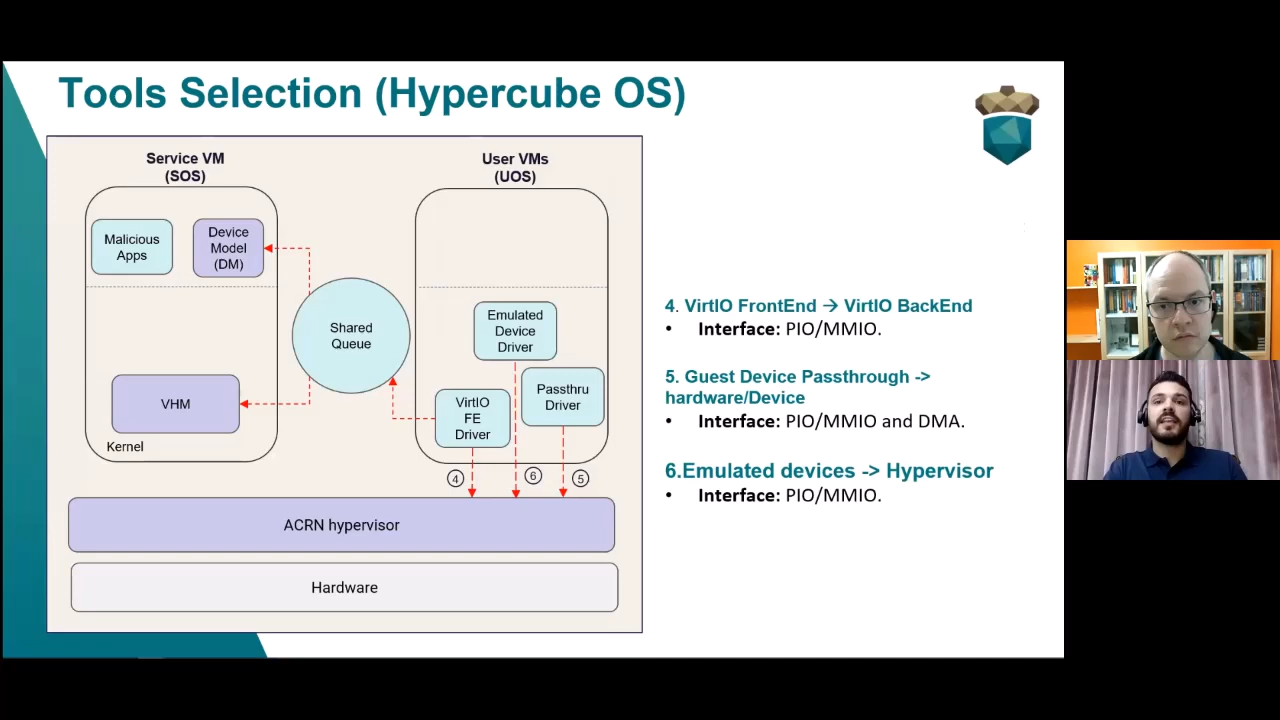 Tools Selection (Hypercube OS)
Service VM
(SOS)
User VMs
(UOS)
Malicious
Apps
Device
Model
(DM)
Shared
Queue
Emulated
Device
Driver
VHM
Passthru
Driver
VirtIO
FE
Driver
Kernel
4
6
5
ACRN hypervisor
Hardware
4. VirtIO FrontEnd → VirtIO BackEnd
• Interface: PIO/MMIO.
5. Guest Device Passthrough ->
hardware/Device
• Interface: PIO/MMIO and DMA.
6.Emulated devices -> Hypervisor
• Interface: PIO/MMIO.